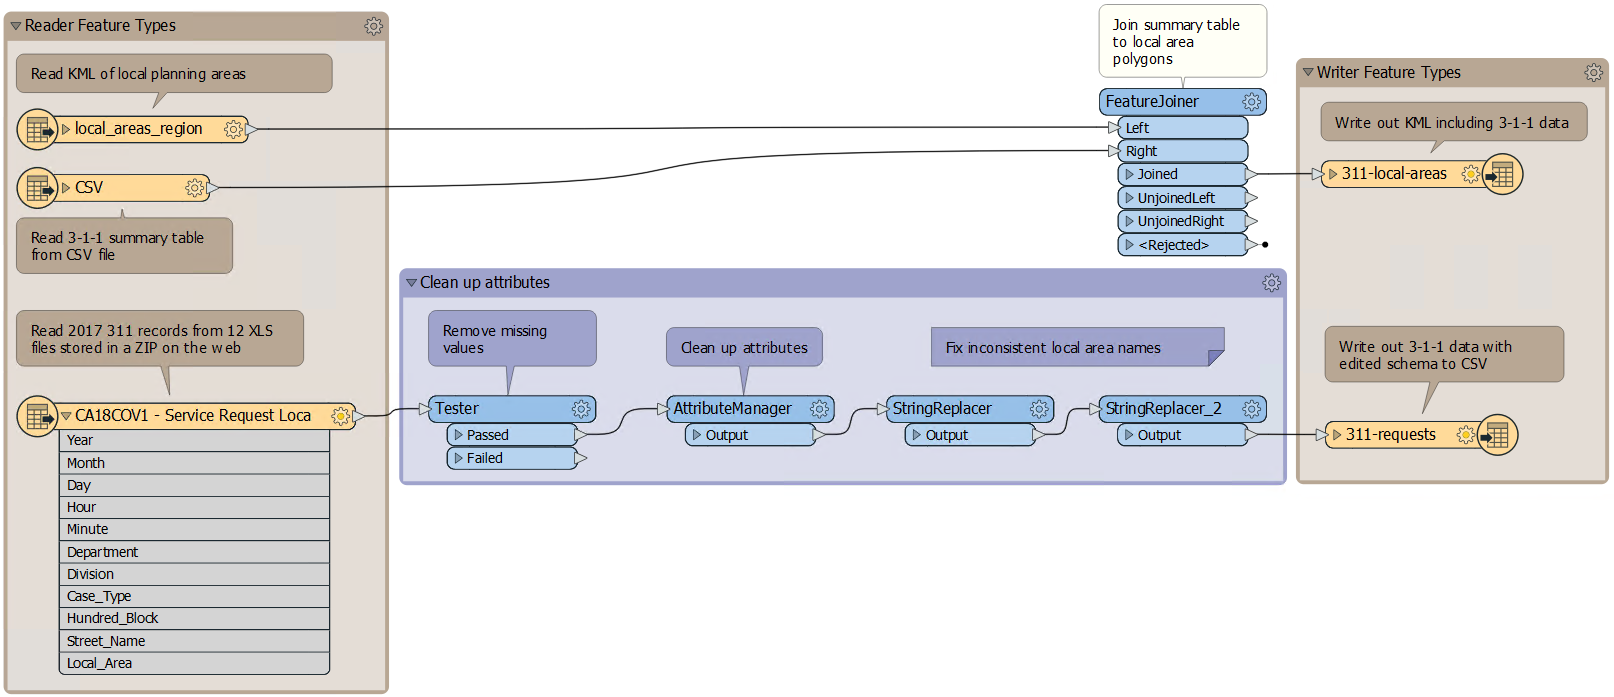 Reader Feature Types
Read KML of local planning areas
local_areas_region
CSV
Read 3-1-1 summary table
from CSV file
Read 2017 311 records from 12 XLS
files stored in a ZIP on the web
CA18COV1 - Service Request Loca
Year
Month
Day
Hour
Minute
Department
Division
Case_Type
Hundred_Block
Street_Name
Local_Area
Join summary table
to local area
polygons
FeatureJoiner
Left
Right
Joined
UnjoinedLeft
UnjoinedRight
<Rejected>
Clean up attributes
Remove missing
values
Tester
Passed
Failed
Clean up attributes
AttributeManager
Output
Fix inconsistent local area names
StringReplacer
Output
StringReplacer_2
Output
Writer Feature Types
Write out KML including 3-1-1 data
311-local-areas
Write out 3-1-1 data with
edited schema to CSV
311-requests